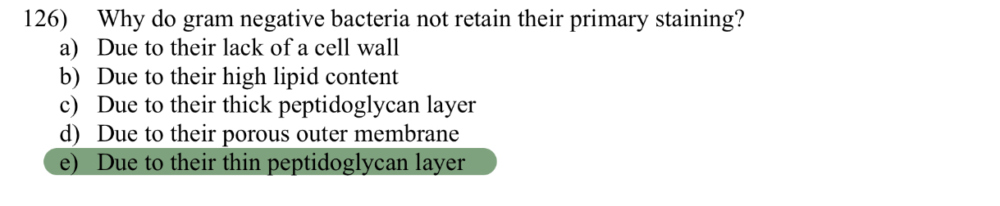 126) Why do gram negative bacteria not retain their primary staining?
a) Due to their lack of a cell wall
b) Due to their high lipid content
c) Due to their thick peptidoglycan layer
d) Due to their porous outer membrane
e) Due to their thin peptidoglycan layer